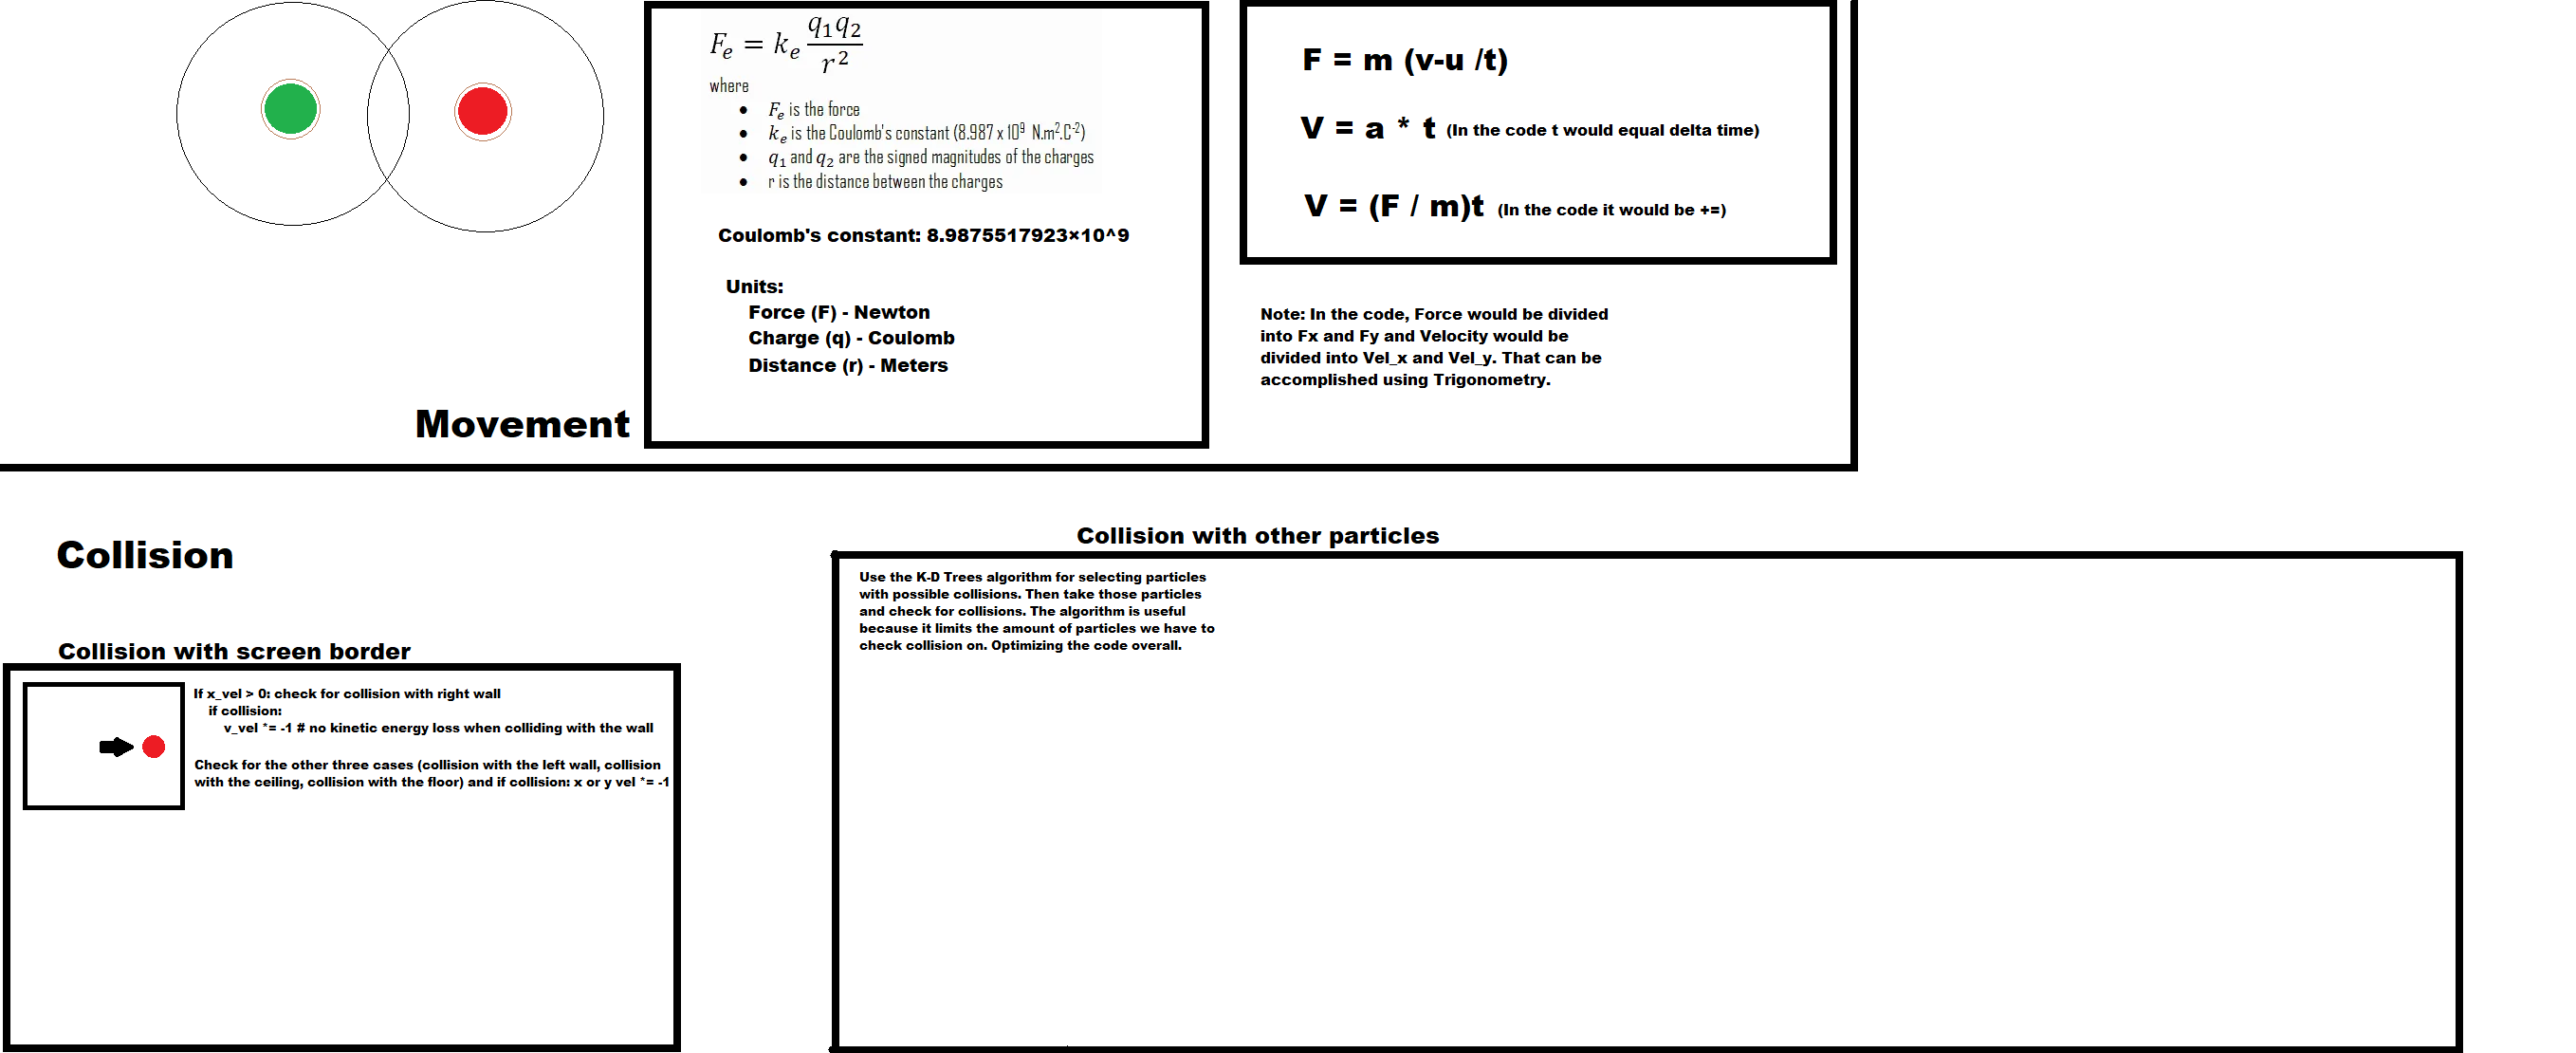 F_e = k_e q_1 q_2 / r^2
where
• F_e is the force
• k_e is the Coulomb's constant (8.987 x 10^9 N.m^2.C^-2)
• q_1 and q_2 are the signed magnitudes of the charges
• r is the distance between the charges
Coulomb's constant: 8.9875517923×10^9
Units:
Force (F) - Newton
Charge (q) - Coulomb
Distance (r) - Meters
Movement
F = m (v-u /t)
V = a * t (In the code t would equal delta time)
V = (F / m)t (In the code it would be +=)
Note: In the code, Force would be divided
into Fx and Fy and Velocity would be
divided into Vel_x and Vel_y. That can be
accomplished using Trigonometry.
Collision
Collision with screen border
If x_vel > 0: check for collision with right wall
if collision:
v_vel *= -1 # no kinetic energy loss when colliding with the wall
Check for the other three cases (collision with the left wall, collision
with the ceiling, collision with the floor) and if collision: x or y vel *= -1
Collision with other particles
Use the K-D Trees algorithm for selecting particles
with possible collisions. Then take those particles
and check for collisions. The algorithm is useful
because it limits the amount of particles we have to
check collision on. Optimizing the code overall.